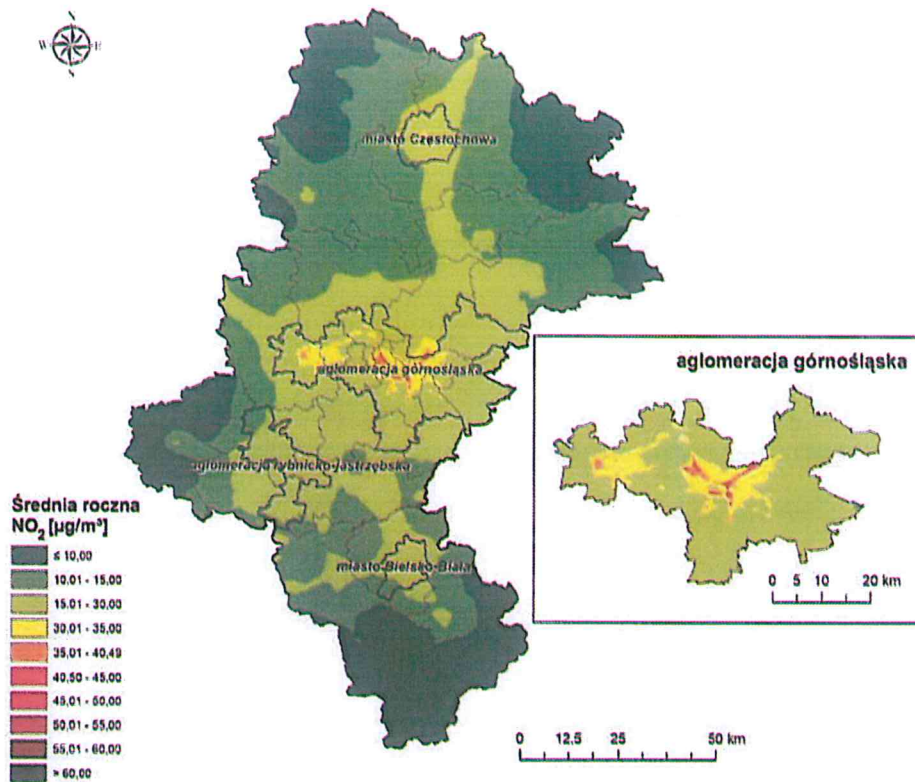 N
W E
S
miasto Częstochowa
aglomeracja górnośląska
aglomeracja rybnicko-jastrzębska
miasto Bielsko-Biała
aglomeracja górnośląska
0 5 10 20 km
Średnia roczna
NO₂ [µg/m³]
≤ 10,00
10,01 - 15,00
15,01 - 30,00
30,01 - 35,00
35,01 - 40,49
40,50 - 45,00
45,01 - 50,00
50,01 - 55,00
55,01 - 60,00
> 60,00
0 12,5 25 50 km